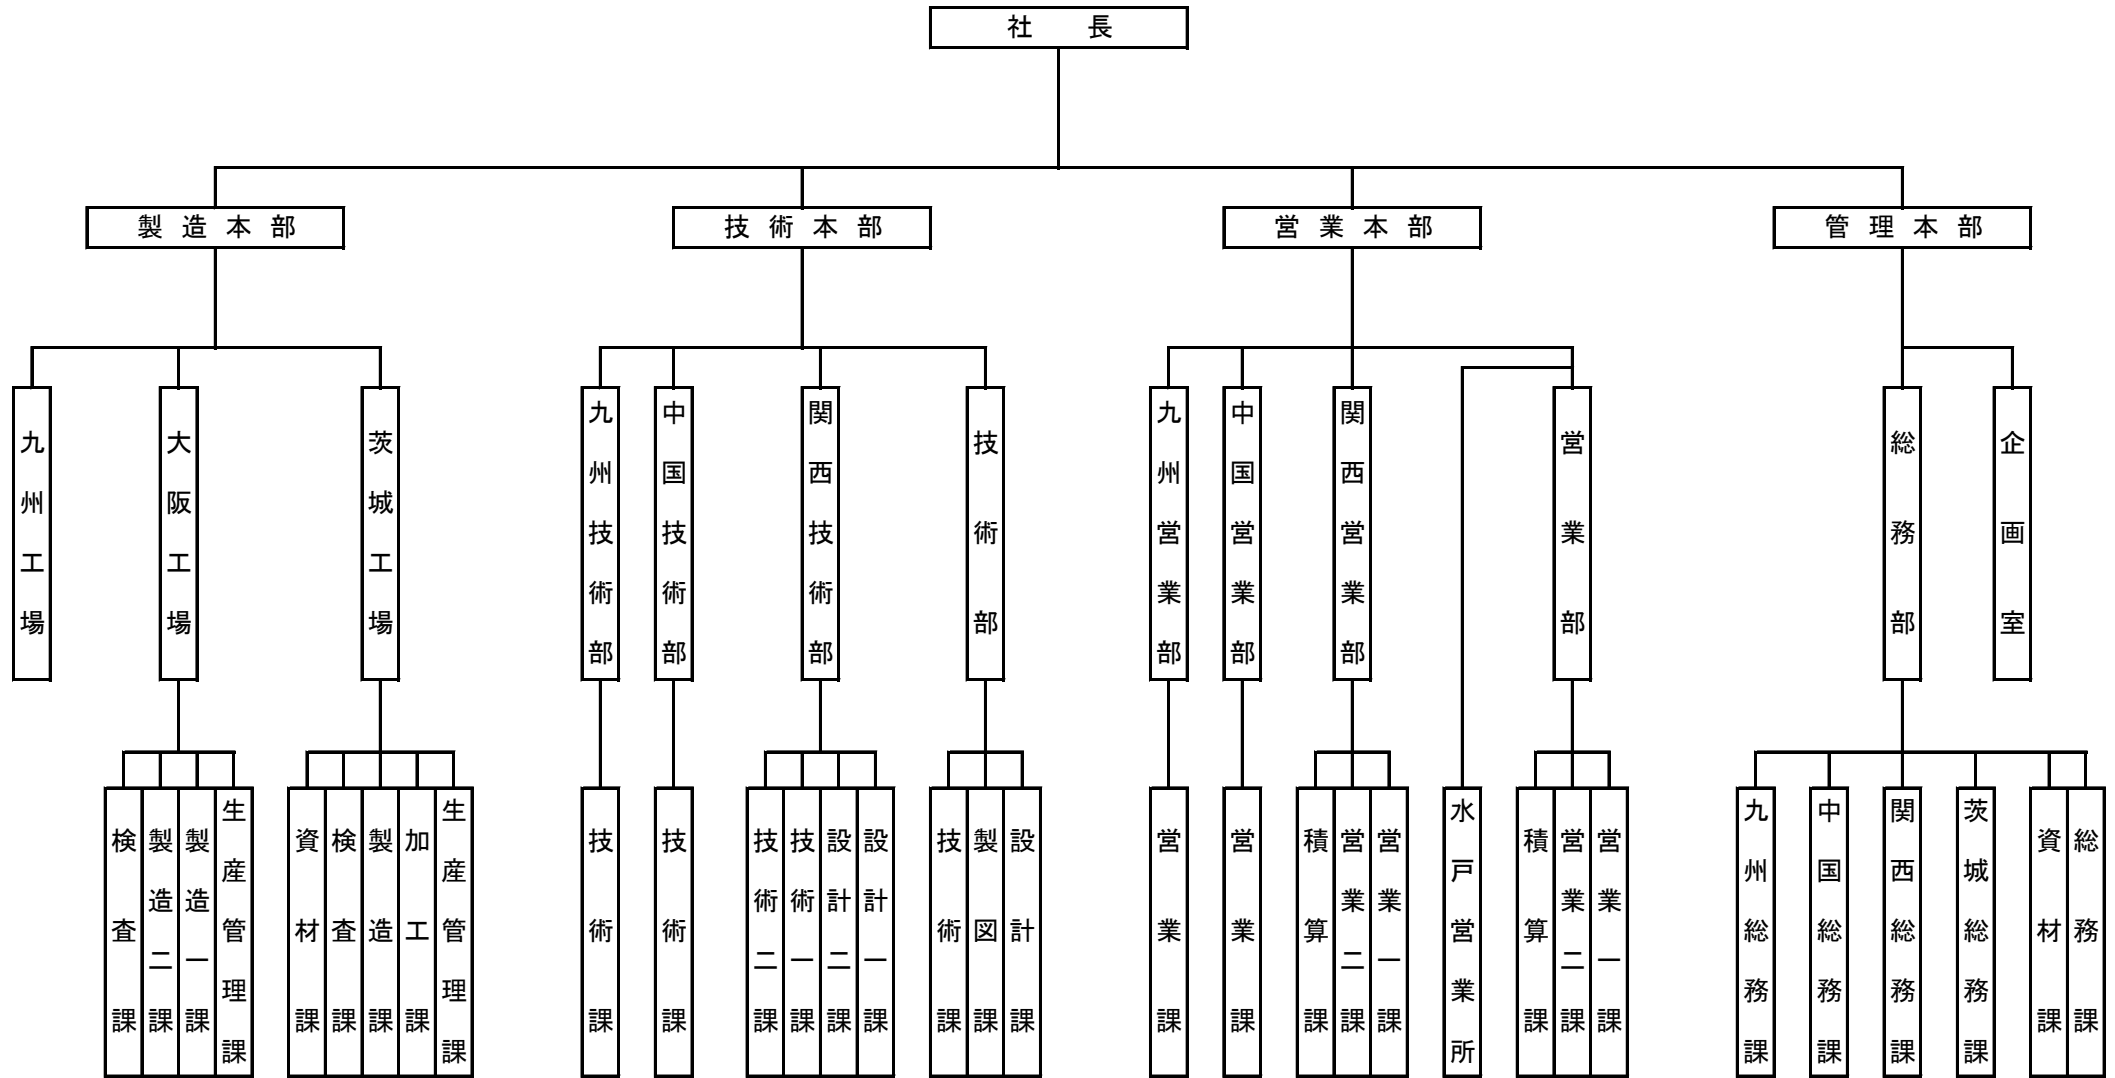 社長
製造本部
技術本部
営業本部
管理本部
九州工場
大阪工場
茨城工場
九州技術部
中国技術部
関西技術部
技術部
九州営業部
中国営業部
関西営業部
営業部
総務部
企画室
検査課
製造二課
製造一課
生産管理課
資材課
検査課
製造課
加工課
生産管理課
技術課
技術課
技術二課
技術一課
設計二課
設計一課
技術課
製図課
設計課
営業課
営業課
積算課
営業二課
営業一課
水戸営業所
積算課
営業二課
営業一課
九州総務課
中国総務課
関西総務課
茨城総務課
資材課
総務課